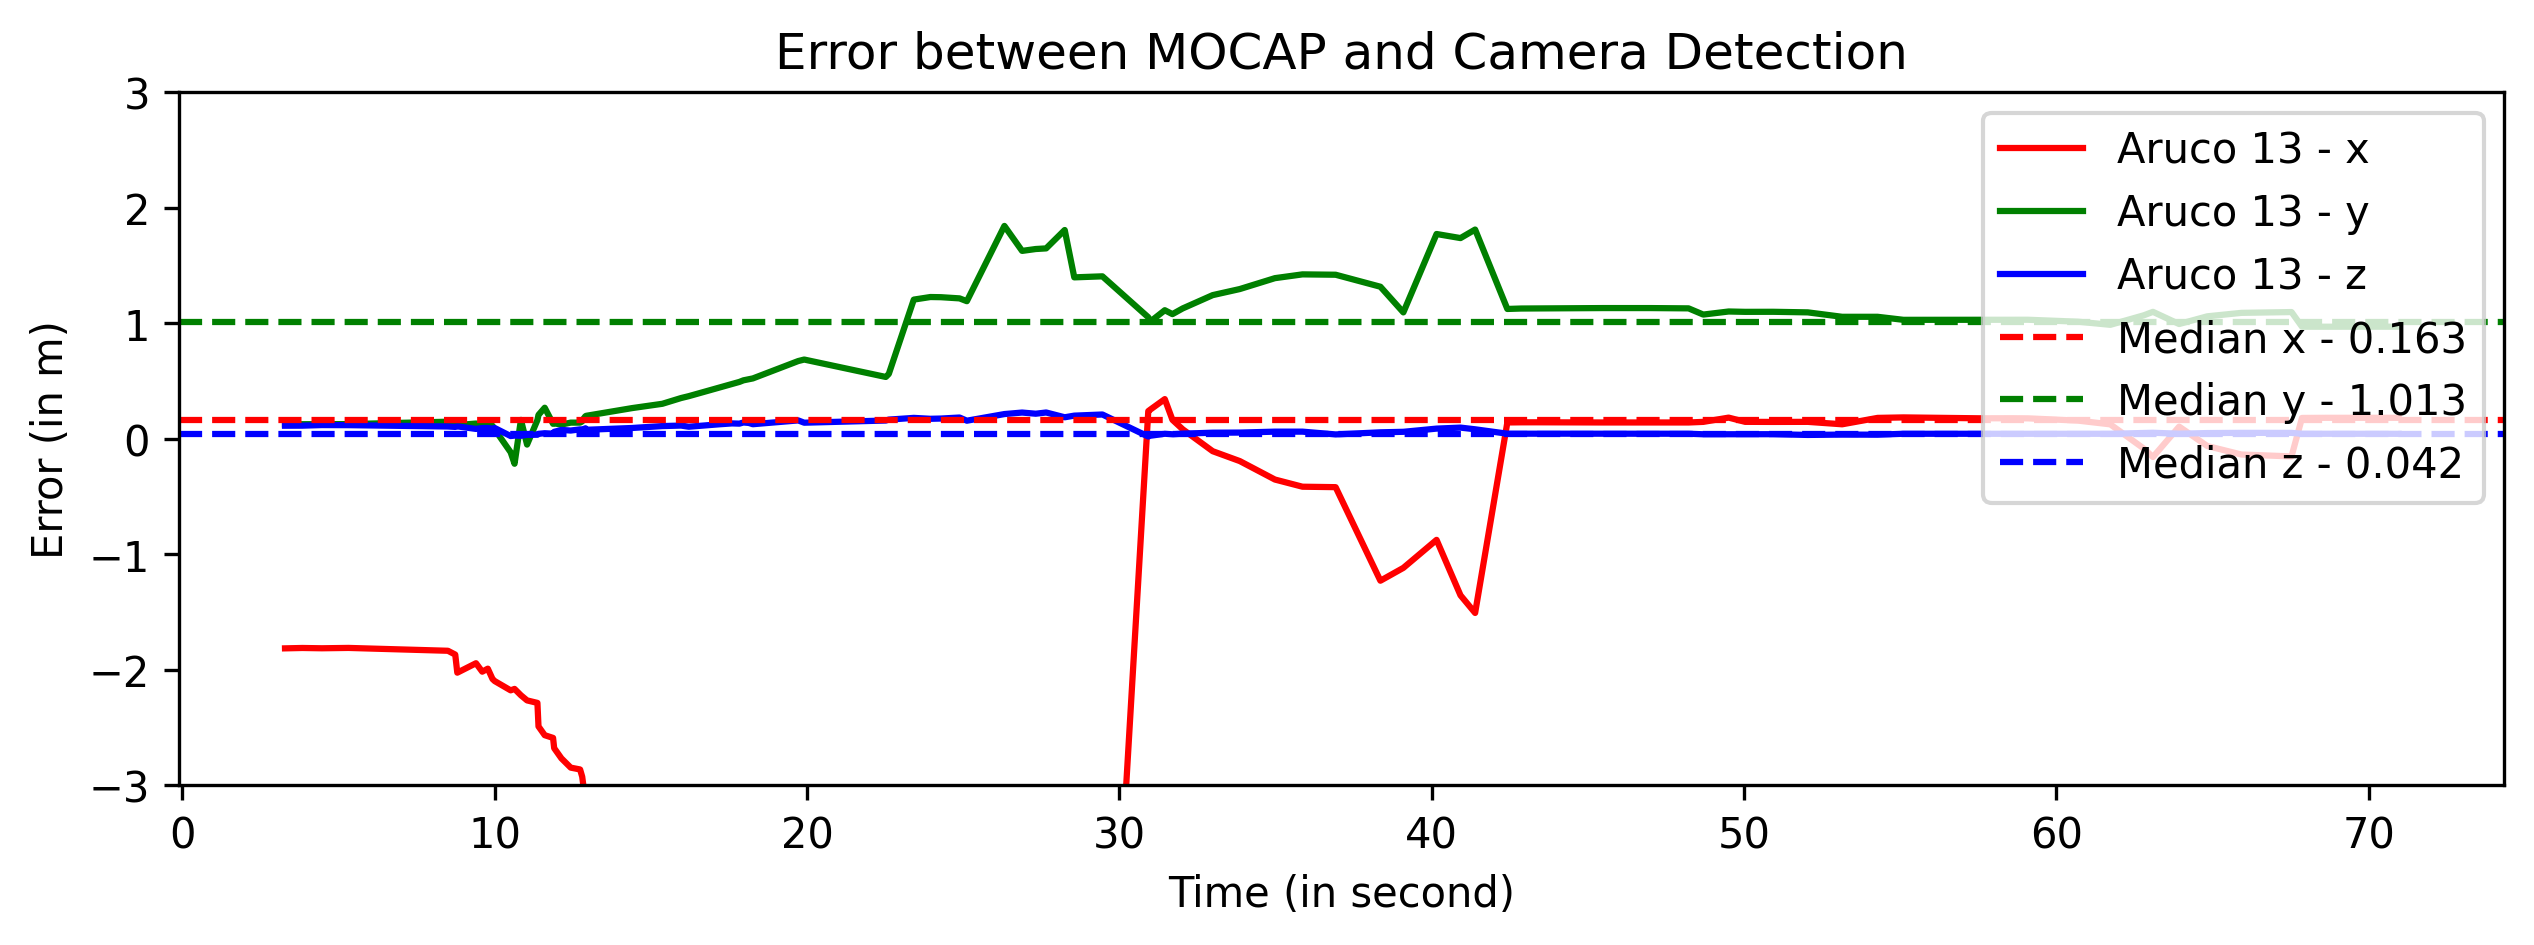 Error between MOCAP and Camera Detection
3
2
1
0
−1
−2
−3
Error (in m)
Aruco 13 - x
Aruco 13 - y
Aruco 13 - z
Median x - 0.163
Median y - 1.013
Median z - 0.042
0 10 20 30 40 50 60 70
Time (in second)